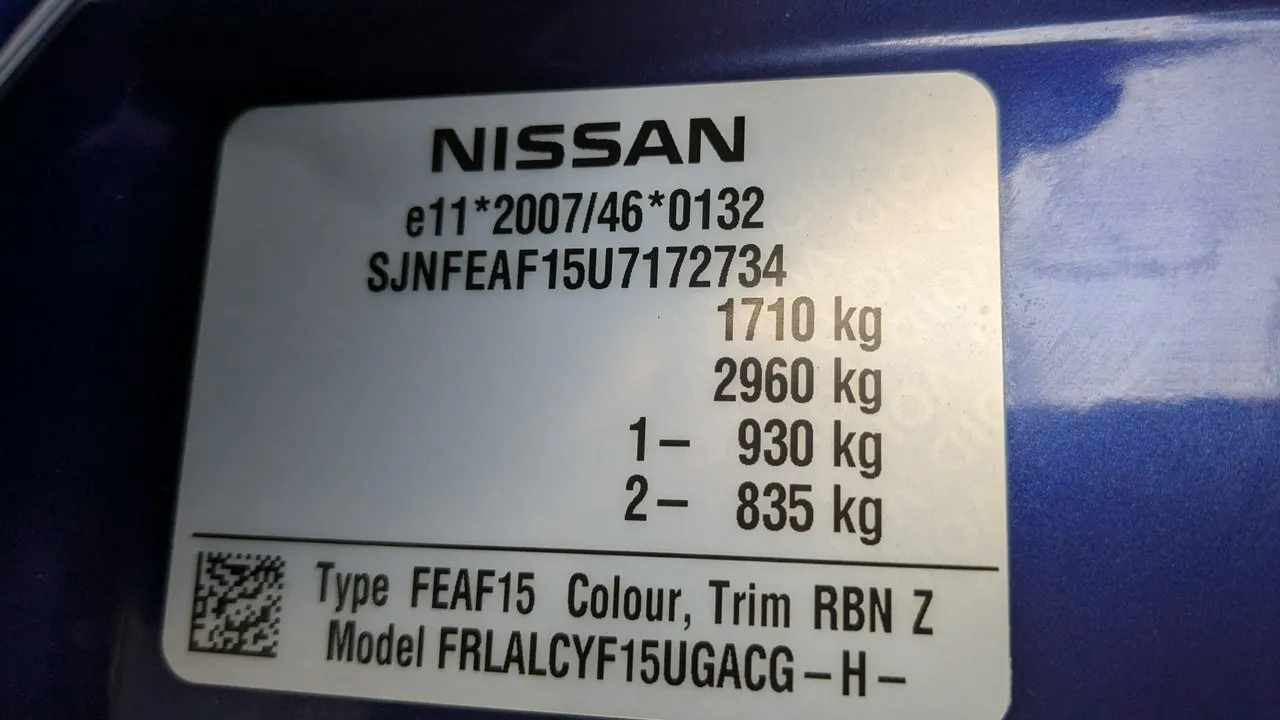 NISSAN
e11*2007/46*0132
SJNFEAF15U7172734
1710 kg
2960 kg
1– 930 kg
2– 835 kg
Type FEAF15 Colour, Trim RBN Z
Model FRLALCYF15UGACG–H–